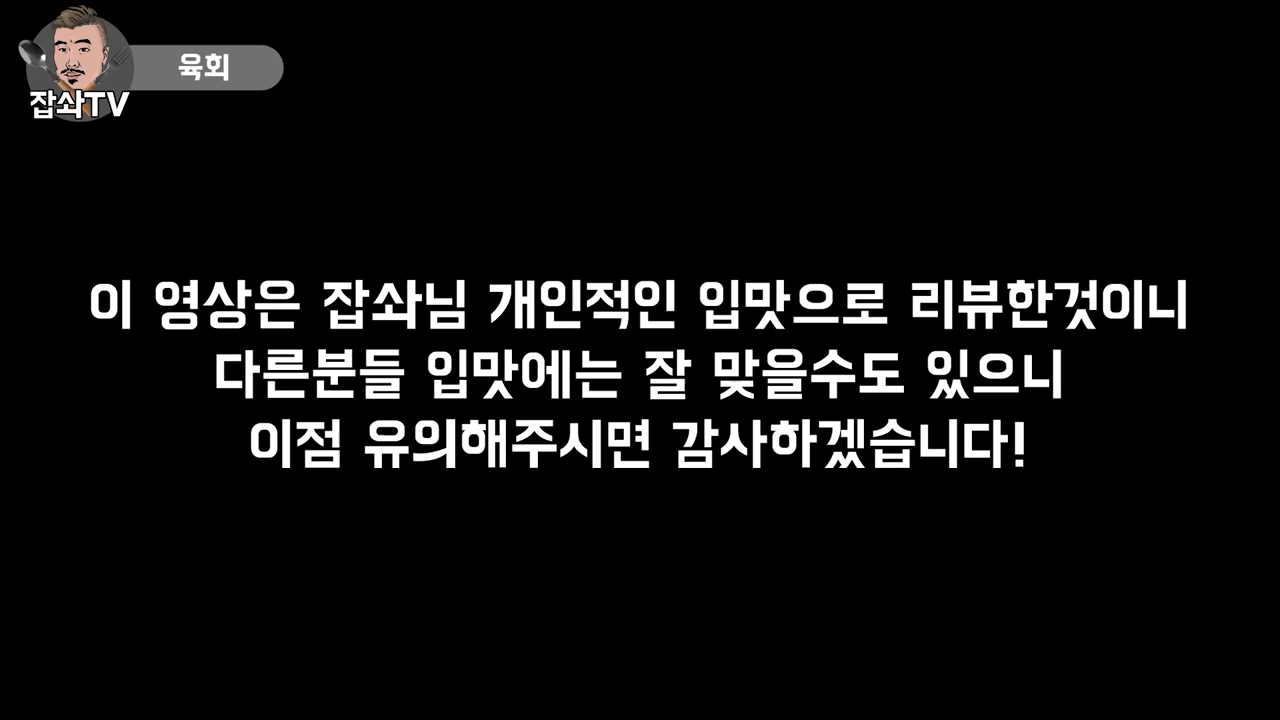 육회
잡솨TV
이 영상은 잡솨님 개인적인 입맛으로 리뷰한것이니
다른분들 입맛에는 잘 맞을수도 있으니
이점 유의해주시면 감사하겠습니다!